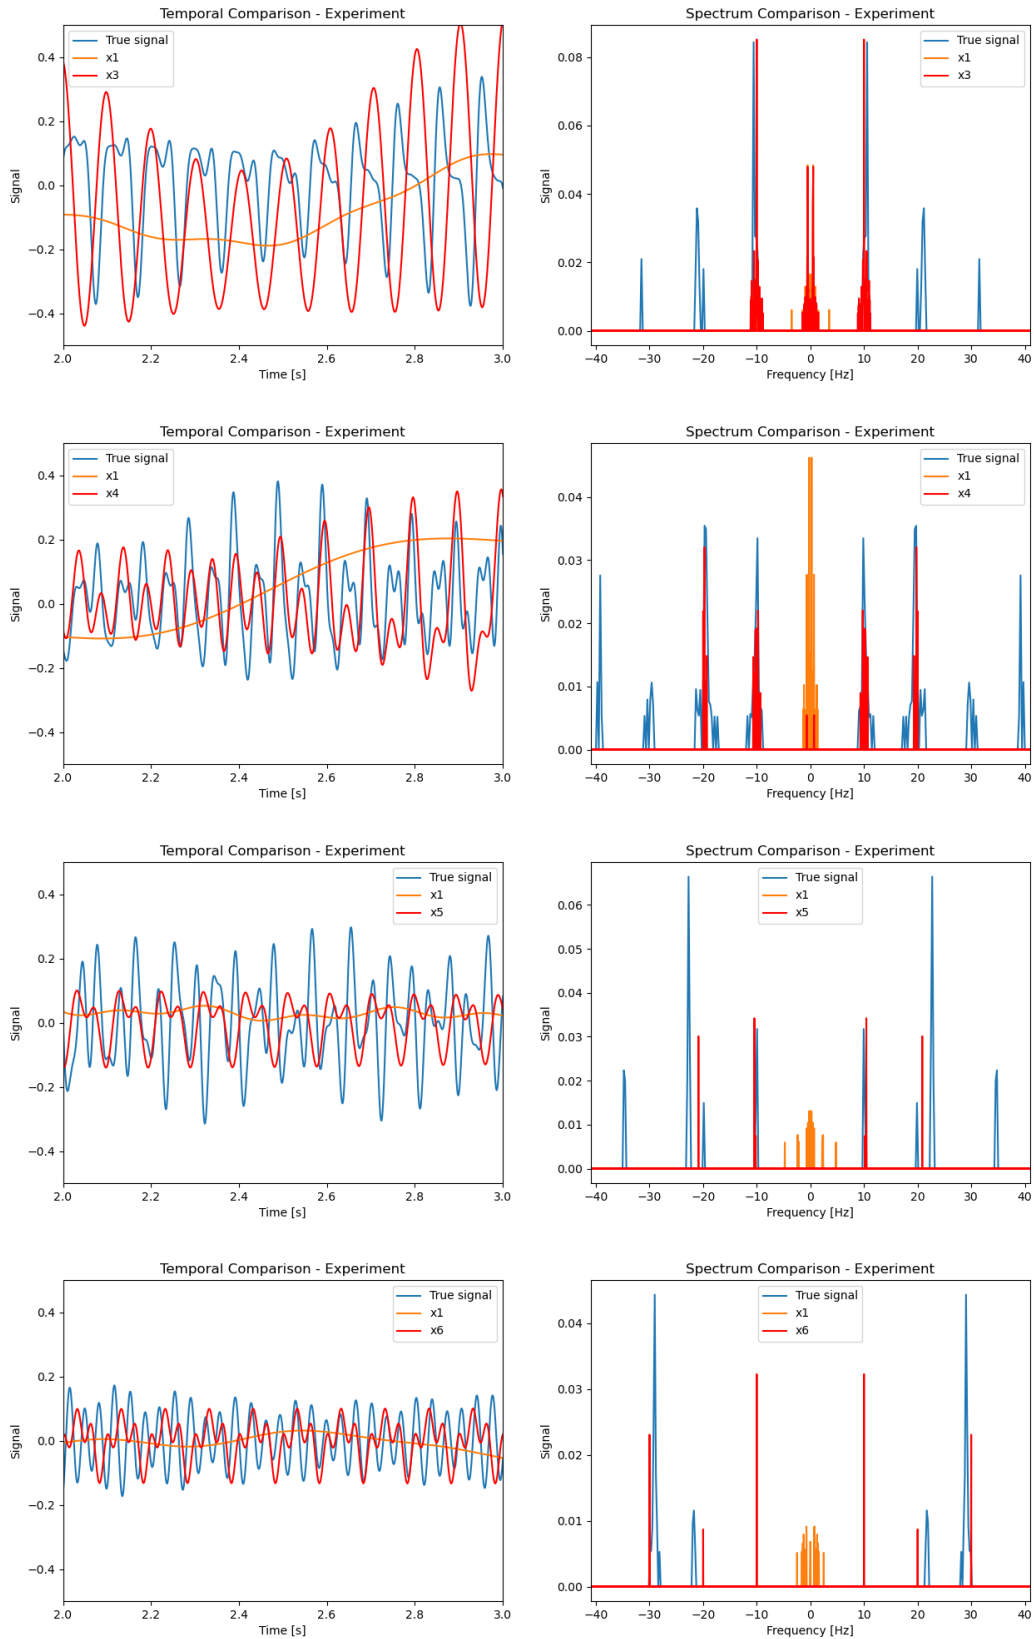 Temporal Comparison - Experiment
Signal
0.4
0.2
0.0
−0.2
−0.4
True signal
x1
x3
2.0 2.2 2.4 2.6 2.8 3.0
Time [s]
Spectrum Comparison - Experiment
Signal
0.08
0.06
0.04
0.02
0.00
True signal
x1
x3
−40 −30 −20 −10 0 10 20 30 40
Frequency [Hz]
Temporal Comparison - Experiment
Signal
0.4
0.2
0.0
−0.2
−0.4
True signal
x1
x4
2.0 2.2 2.4 2.6 2.8 3.0
Time [s]
Spectrum Comparison - Experiment
Signal
0.04
0.03
0.02
0.01
0.00
True signal
x1
x4
−40 −30 −20 −10 0 10 20 30 40
Frequency [Hz]
Temporal Comparison - Experiment
Signal
0.4
0.2
0.0
−0.2
−0.4
True signal
x1
x5
2.0 2.2 2.4 2.6 2.8 3.0
Time [s]
Spectrum Comparison - Experiment
Signal
0.06
0.05
0.04
0.03
0.02
0.01
0.00
True signal
x1
x5
−40 −30 −20 −10 0 10 20 30 40
Frequency [Hz]
Temporal Comparison - Experiment
Signal
0.4
0.2
0.0
−0.2
−0.4
True signal
x1
x6
2.0 2.2 2.4 2.6 2.8 3.0
Time [s]
Spectrum Comparison - Experiment
Signal
0.04
0.03
0.02
0.01
0.00
True signal
x1
x6
−40 −30 −20 −10 0 10 20 30 40
Frequency [Hz]